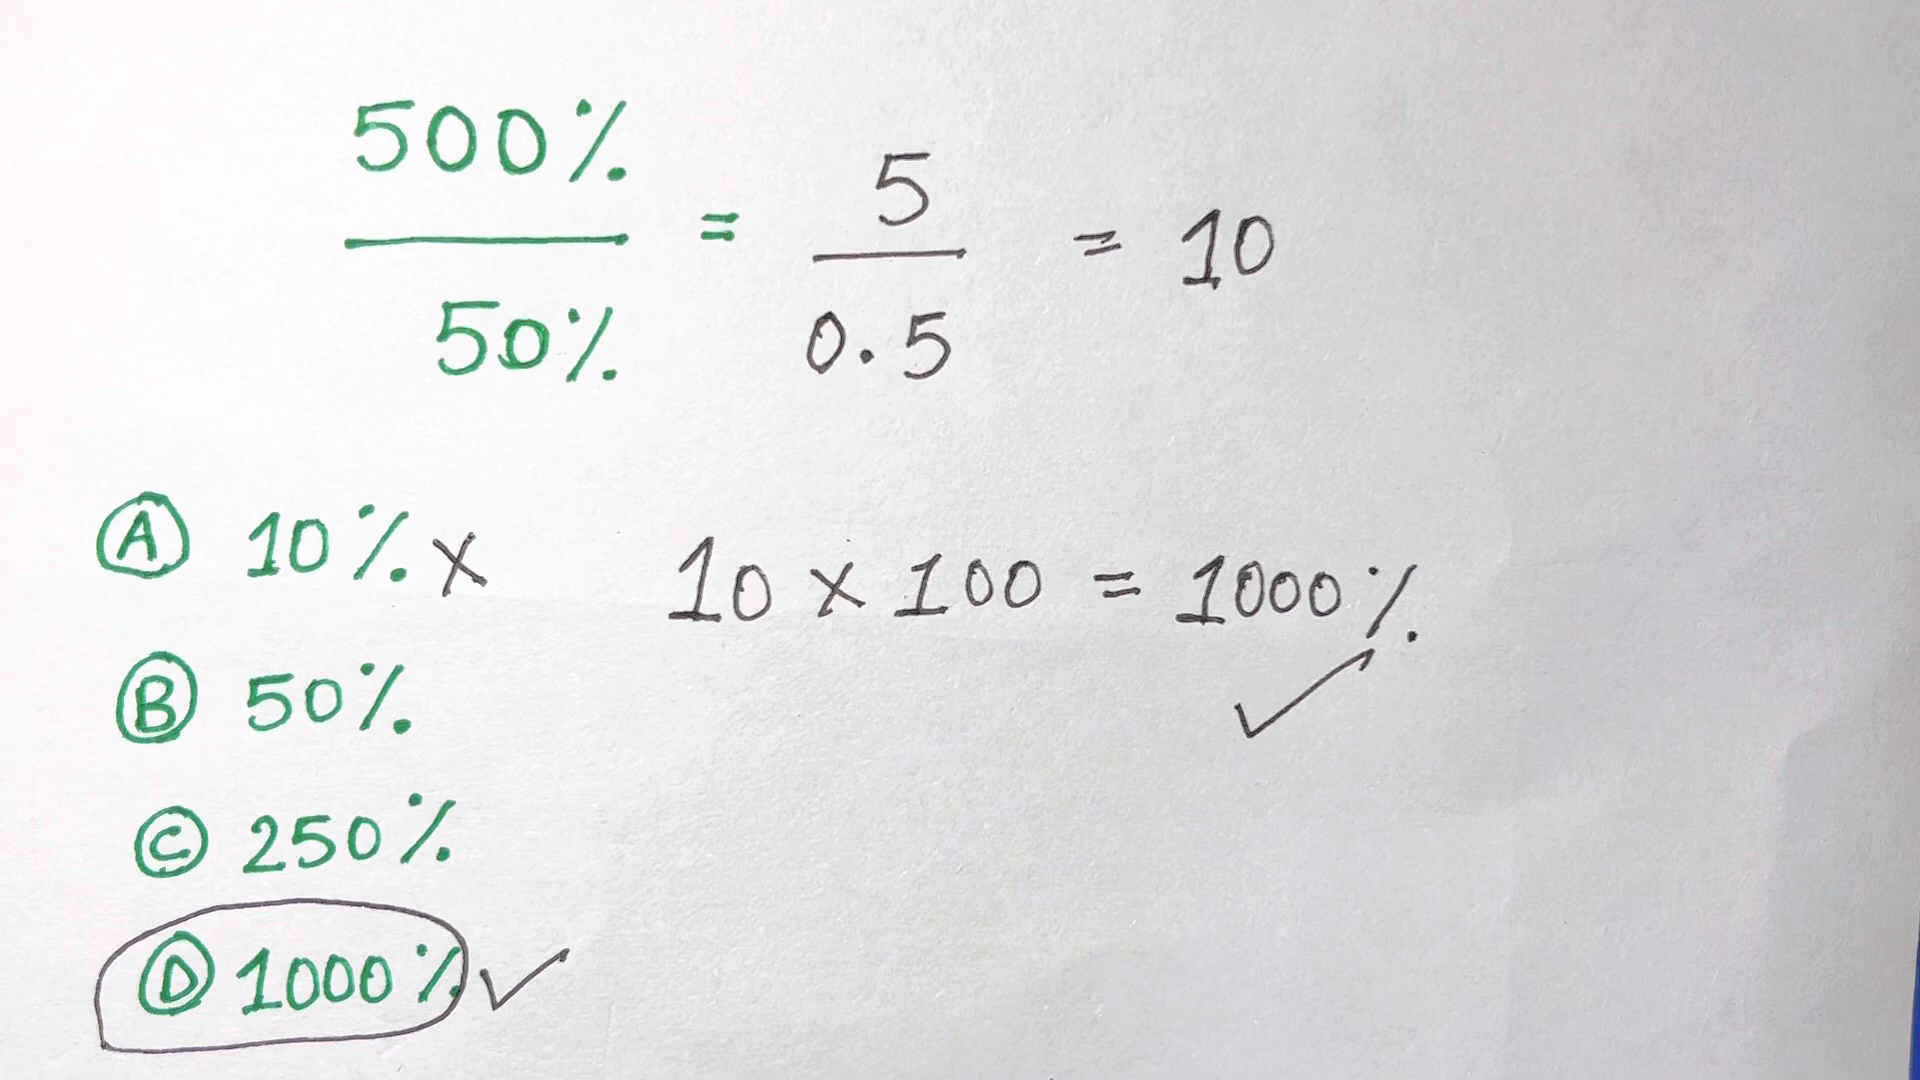 500%
50%
=
5
0.5
= 10
Ⓐ 10% x
10 x 100 = 1000%
Ⓑ 50%
Ⓒ 250%
Ⓓ 1000% ✓